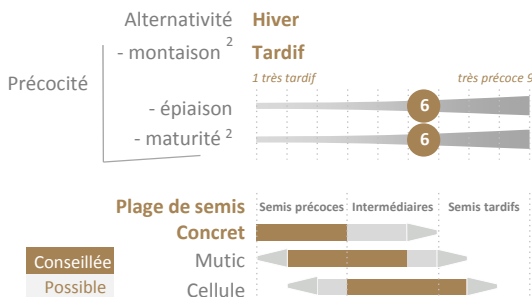 Alternativité Hiver
- montaison 2 Tardif
Précocité
1 très tardif très précoce 9
- épiaison 6
- maturité 2 6
Plage de semis Semis précoces Intermédiaires Semis tardifs
Concret
Conseillée Mutic
Possible Cellule